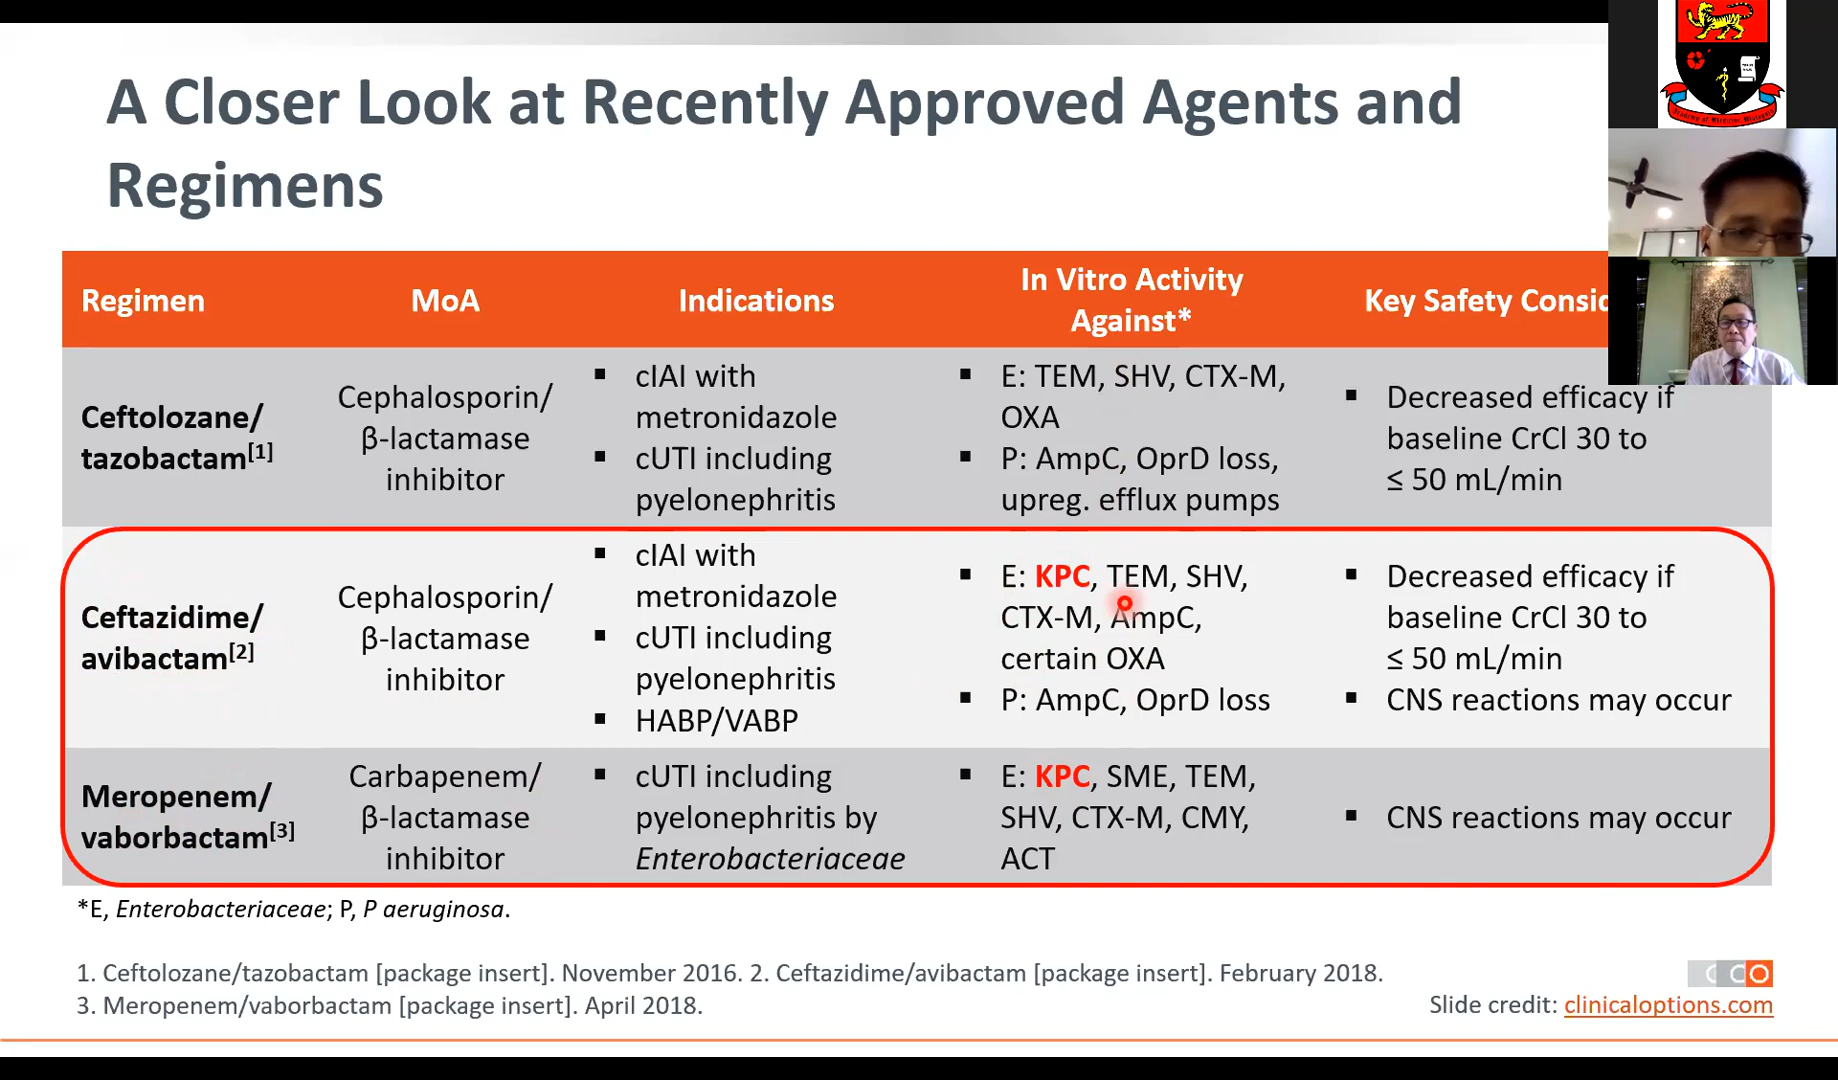 A Closer Look at Recently Approved Agents and
Regimens
Regimen
MoA
Indications
In Vitro Activity
Against*
Key Safety Consid
Ceftolozane/
tazobactam[1]
Cephalosporin/
β-lactamase
inhibitor
▪ cIAI with
metronidazole
▪ cUTI including
pyelonephritis
▪ E: TEM, SHV, CTX-M,
OXA
▪ P: AmpC, OprD loss,
upreg. efflux pumps
▪ Decreased efficacy if
baseline CrCl 30 to
≤ 50 mL/min
Ceftazidime/
avibactam[2]
Cephalosporin/
β-lactamase
inhibitor
▪ cIAI with
metronidazole
▪ cUTI including
pyelonephritis
▪ HABP/VABP
▪ E: KPC, TEM, SHV,
CTX-M, AmpC,
certain OXA
▪ P: AmpC, OprD loss
▪ Decreased efficacy if
baseline CrCl 30 to
≤ 50 mL/min
▪ CNS reactions may occur
Meropenem/
vaborbactam[3]
Carbapenem/
β-lactamase
inhibitor
▪ cUTI including
pyelonephritis by
Enterobacteriaceae
▪ E: KPC, SME, TEM,
SHV, CTX-M, CMY,
ACT
▪ CNS reactions may occur
*E, Enterobacteriaceae; P, P aeruginosa.
1. Ceftolozane/tazobactam [package insert]. November 2016. 2. Ceftazidime/avibactam [package insert]. February 2018.
3. Meropenem/vaborbactam [package insert]. April 2018.
CCO
Slide credit: clinicaloptions.com